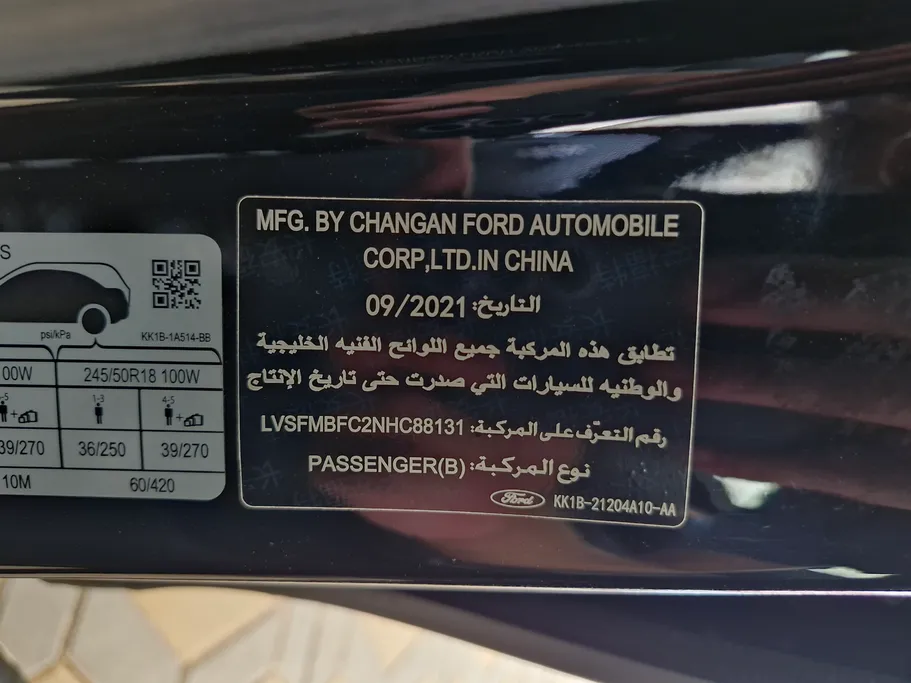 S
psi/kPa
KK1B-1A514-BB
00W
245/50R18 100W
-5
1-3
4-5
39/270
36/250
39/270
10M
60/420
MFG. BY CHANGAN FORD AUTOMOBILE
CORP,LTD.IN CHINA
التاريخ: 09/2021
تطابق هذه المركبة جميع اللوائح الفنيه الخليجية
والوطنيه للسيارات التي صدرت حتى تاريخ الإنتاج
رقم التعرّف على المركبة: LVSFMBFC2NHC88131
نوع المركبة: PASSENGER(B)
Ford KK1B-21204A10-AA